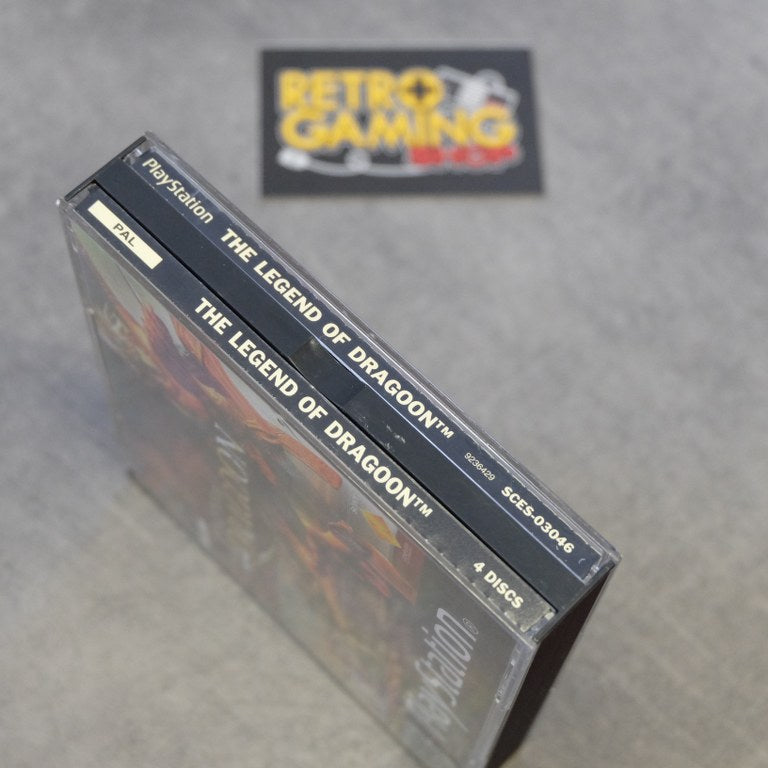 RETRO
GAMING
SHOP
PlayStation THE LEGEND OF DRAGOON™ 9236429 SCES-03046
PAL THE LEGEND OF DRAGOON™ 4 DISCS
PlayStation